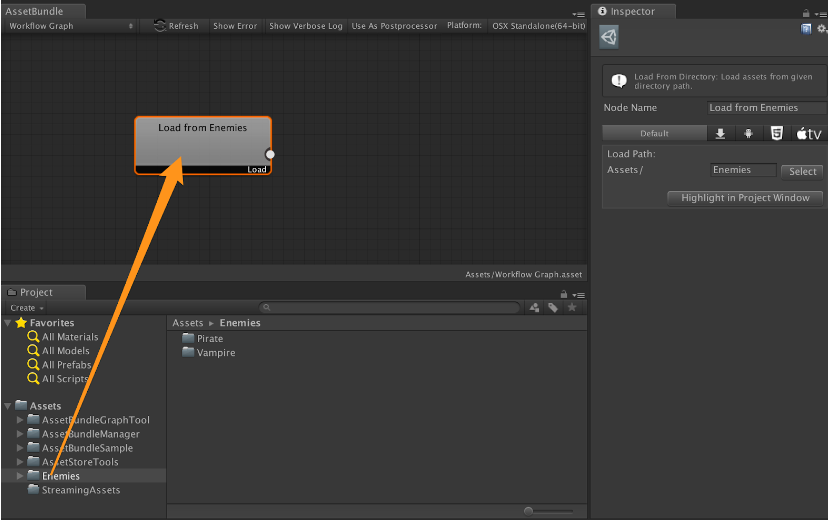 AssetBundle
Workflow Graph Refresh Show Error Show Verbose Log Use As Postprocessor Platform: OSX Standalone(64-bit)
Load from Enemies
Load
Assets/Workflow Graph.asset
Project
Create
Favorites
All Materials
All Models
All Prefabs
All Scripts
Assets
AssetBundleGraphTool
AssetBundleManager
AssetBundleSample
AssetStoreTools
Enemies
StreamingAssets
Assets ▸ Enemies
Pirate
Vampire
Inspector
Load From Directory: Load assets from given
directory path.
Node Name Load from Enemies
Default tv
Load Path:
Assets/ Enemies Select
Highlight in Project Window